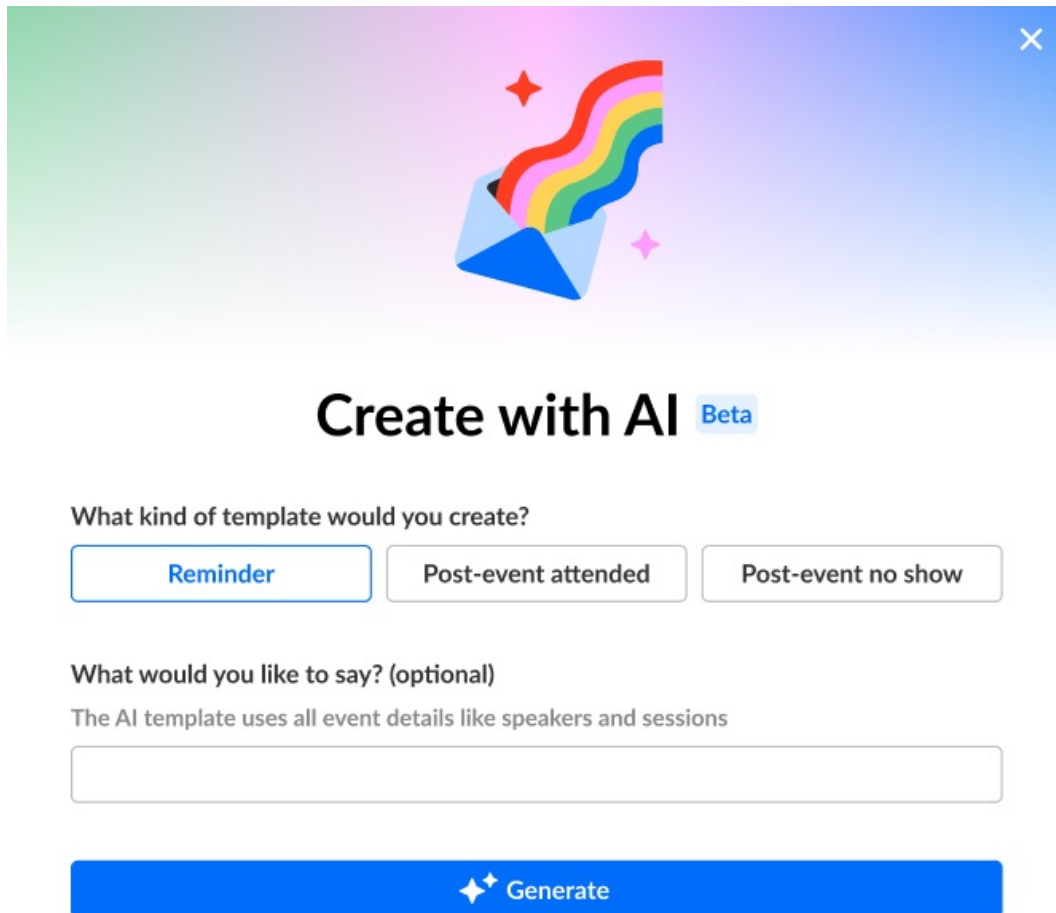 Create with AI Beta
What kind of template would you create?
Reminder Post-event attended Post-event no show
What would you like to say? (optional)
The AI template uses all event details like speakers and sessions
Generate